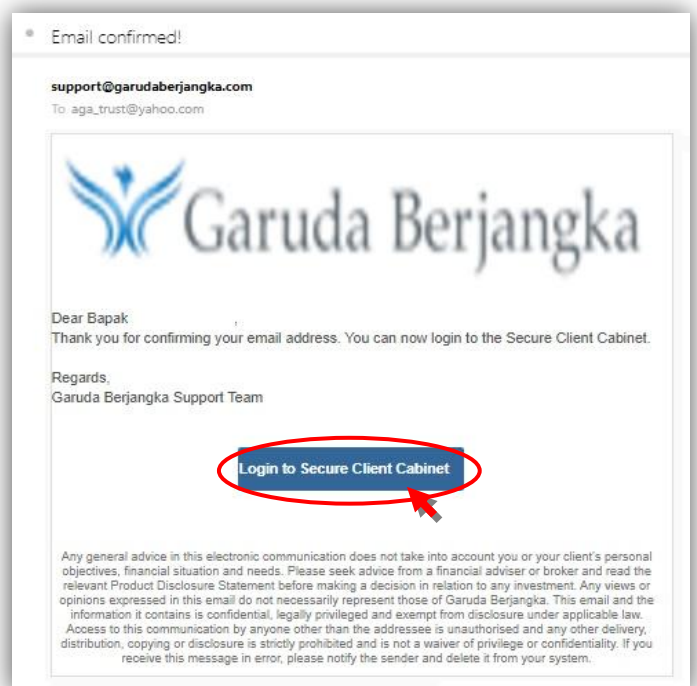 Email confirmed!
support@garudaberjangka.com
To aga_trust@yahoo.com
Garuda Berjangka
Dear Bapak ,
Thank you for confirming your email address. You can now login to the Secure Client Cabinet.
Regards,
Garuda Berjangka Support Team
Login to Secure Client Cabinet
Any general advice in this electronic communication does not take into account you or your client's personal
objectives, financial situation and needs. Please seek advice from a financial adviser or broker and read the
relevant Product Disclosure Statement before making a decision in relation to any investment. Any views or
opinions expressed in this email do not necessarily represent those of Garuda Berjangka. This email and the
information it contains is confidential, legally privileged and exempt from disclosure under applicable law.
Access to this communication by anyone other than the addressee is unauthorised and any other delivery,
distribution, copying or disclosure is strictly prohibited and is not a waiver of privilege or confidentiality. If you
receive this message in error, please notify the sender and delete it from your system.